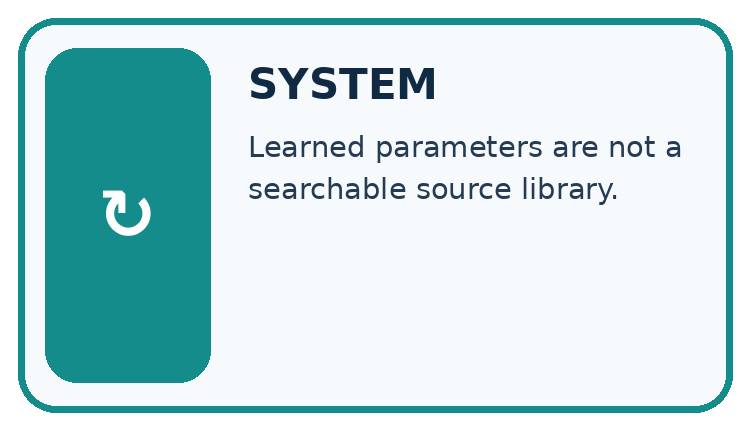 SYSTEM
Learned parameters are not a
searchable source library.